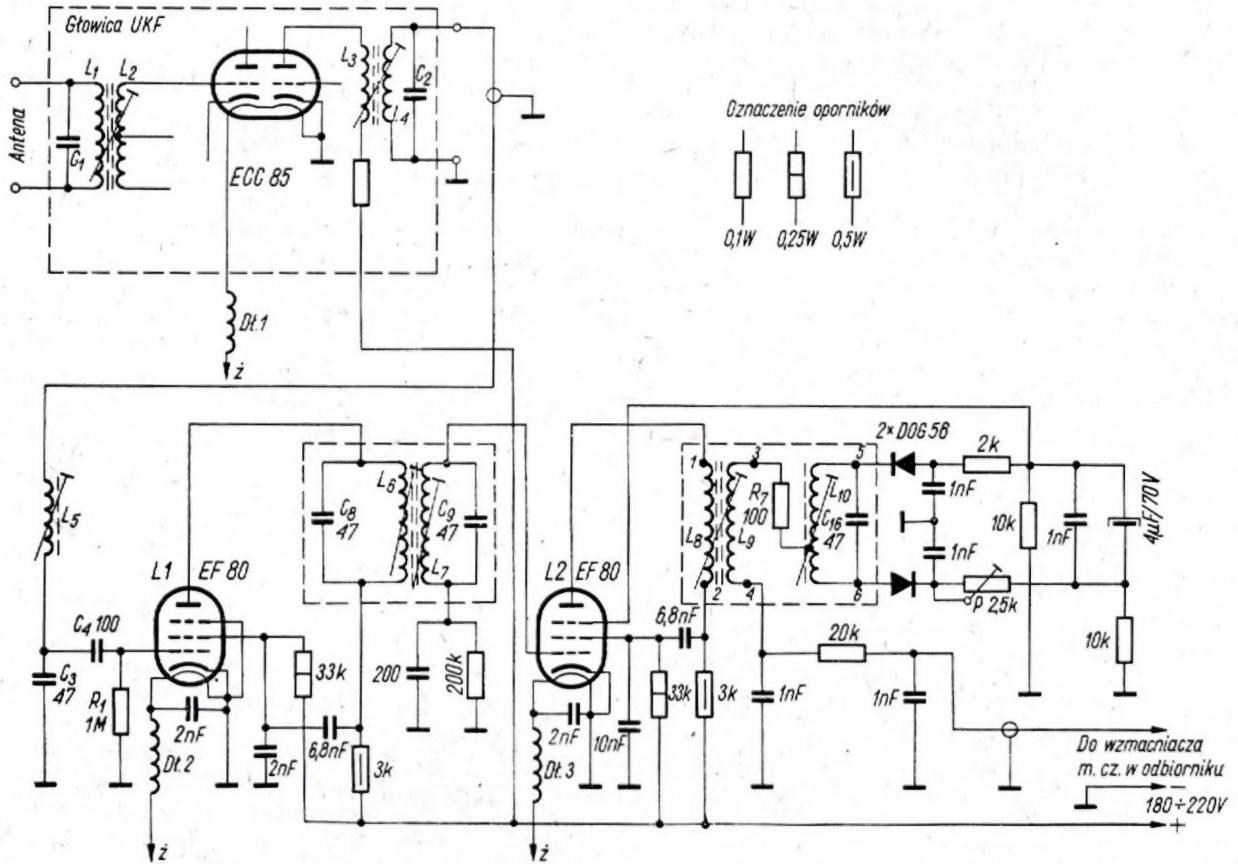 Głowica UKF
L1
L2
L3
L4
C1
C2
Antena
ECC 85
Dł.1
ż
Oznaczenie oporników
0,1W
0,25W
0,5W
L5
L1 EF 80
C4 100
C3
47
R1
1M
2nF
Dł.2
ż
33k
2nF
6,8nF
3k
C8
47
L6
C9
47
L7
200
200k
L2 EF 80
2nF
Dł.3
ż
10nF
33k
6,8nF
3k
1
2
3
4
5
6
L8
L9
R7
100
L10
C16
47
2× DOG 56
1nF
1nF
2k
10k
1nF
4µF/70V
P 2,5k
10k
20k
1nF
1nF
Do wzmacniacza
m. cz. w odbiorniku
−
180÷220V
+